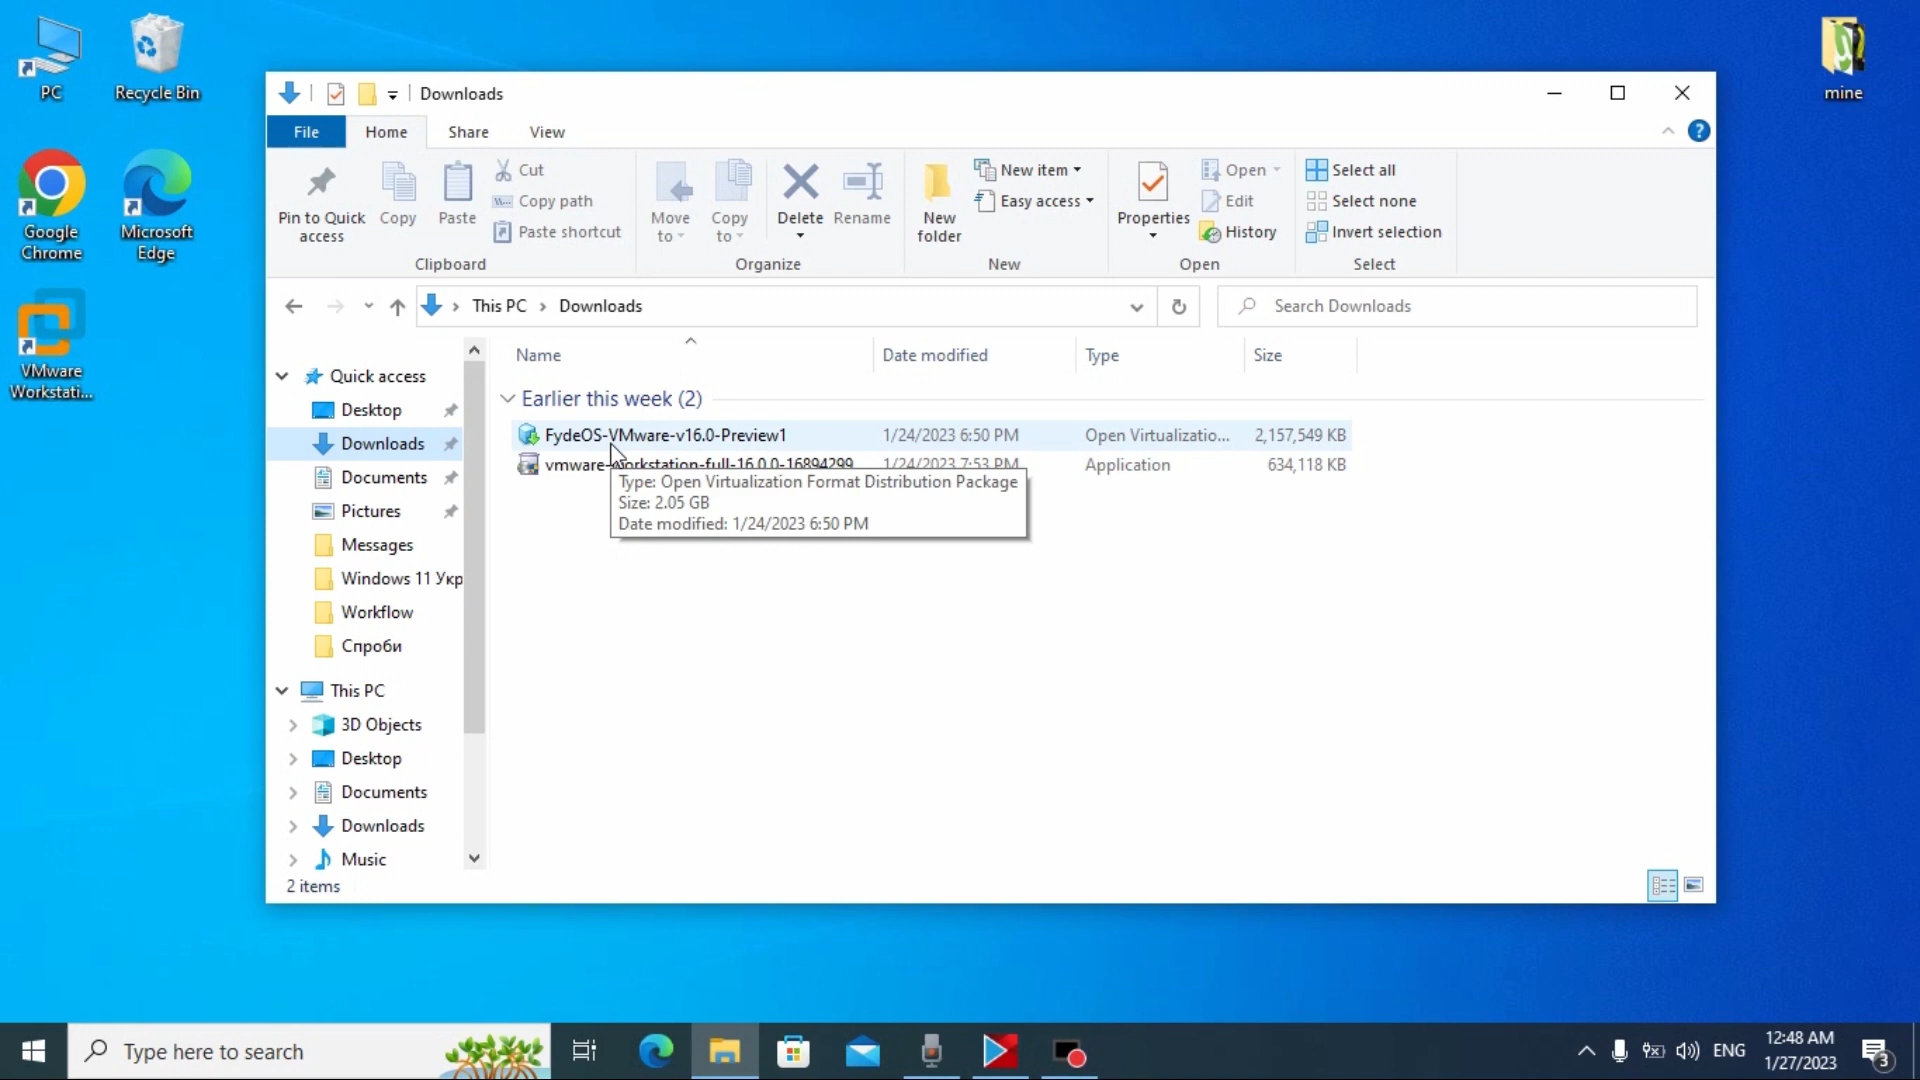 PC
Recycle Bin
mine
Google
Chrome
Microsoft
Edge
VMware
Workstati...
Downloads
File
Home
Share
View
Pin to Quick
access
Copy
Paste
Cut
Copy path
Paste shortcut
Clipboard
Move
to
Copy
to
Delete
Rename
Organize
New
folder
New item
Easy access
New
Properties
Open
Edit
History
Open
Select all
Select none
Invert selection
Select
This PC
Downloads
Search Downloads
Name
Date modified
Type
Size
Quick access
Desktop
Downloads
Documents
Pictures
Messages
Windows 11 Укр
Workflow
Спроби
This PC
3D Objects
Desktop
Documents
Downloads
Music
Earlier this week (2)
FydeOS-VMware-v16.0-Preview1 1/24/2023 6:50 PM Open Virtualizatio... 2,157,549 KB
vmware-workstation-full-16.0.0-16894299 1/24/2023 7:53 PM Application 634,118 KB
Type: Open Virtualization Format Distribution Package
Size: 2.05 GB
Date modified: 1/24/2023 6:50 PM
2 items
Type here to search
ENG
12:48 AM
1/27/2023
3